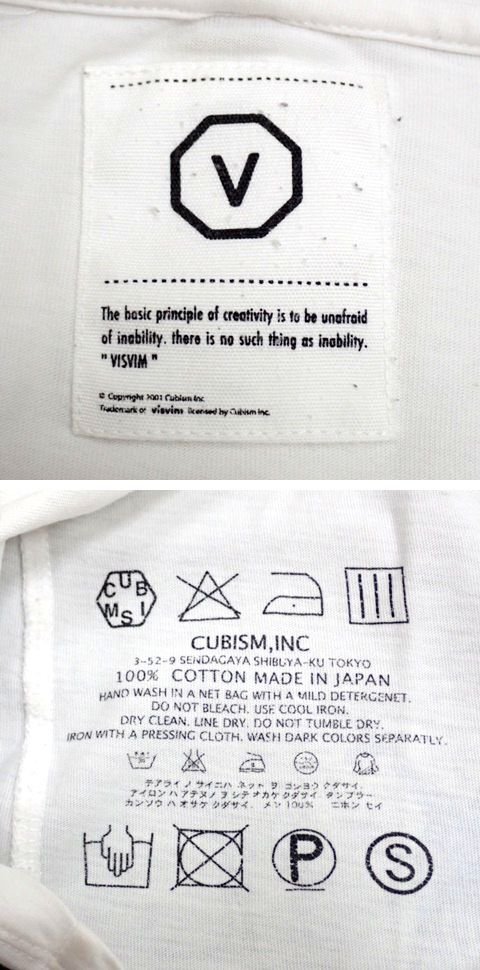 V
The basic principle of creativity is to be unafraid
of inability. there is no such thing as inability.
" VISVIM "
© Copyright 2001 Cubism Inc.
Trademark of visvim licensed by Cubism Inc.
CUBISM
CUBISM,INC
3-52-9 SENDAGAYA SHIBUYA-KU TOKYO
100% COTTON MADE IN JAPAN
HAND WASH IN A NET BAG WITH A MILD DETERGENET.
DO NOT BLEACH. USE COOL IRON.
DRY CLEAN. LINE DRY. DO NOT TUMBLE DRY.
IRON WITH A PRESSING CLOTH. WASH DARK COLORS SEPARATLY.
テアライ ノ サイニハ ネット ヲ ゴシヨウ クダサイ.
アイロン ハ アテヌノ ヲ シテ オカケ クダサイ タンブラー
カンソウ ハ オサケ クダサイ. メン 100% ニホン セイ
P
S